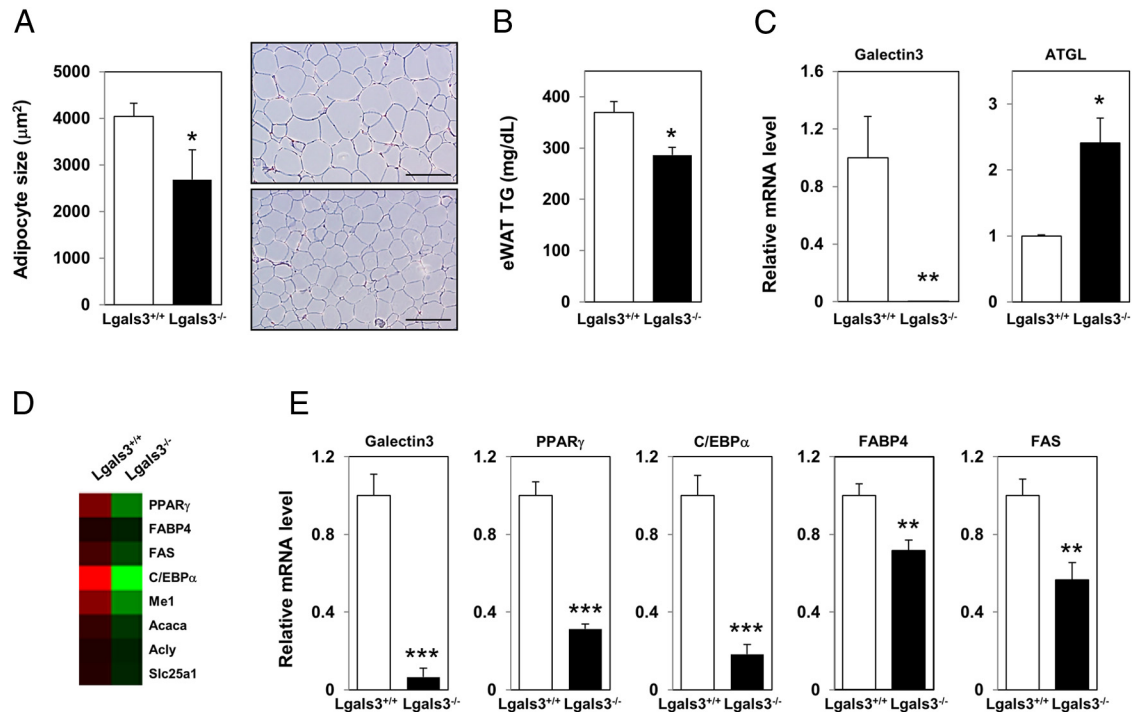 A
Adipocyte size (μm²)
5000
4000
3000
2000
1000
0
*
Lgals3+/+ Lgals3-/-
B
eWAT TG (mg/dL)
400
300
200
100
0
*
Lgals3+/+ Lgals3-/-
C
Relative mRNA level
Galectin3
1.6
1.2
0.8
0.4
0
**
Lgals3+/+ Lgals3-/-
ATGL
3
2
1
0
*
Lgals3+/+ Lgals3-/-
D
Lgals3+/+
Lgals3-/-
PPARγ
FABP4
FAS
C/EBPα
Me1
Acaca
Acly
Slc25a1
E
Relative mRNA level
Galectin3
1.2
0.8
0.4
0
***
Lgals3+/+ Lgals3-/-
PPARγ
1.2
0.8
0.4
0
***
Lgals3+/+ Lgals3-/-
C/EBPα
1.2
0.8
0.4
0
***
Lgals3+/+ Lgals3-/-
FABP4
1.2
0.8
0.4
0
**
Lgals3+/+ Lgals3-/-
FAS
1.2
0.8
0.4
0
**
Lgals3+/+ Lgals3-/-